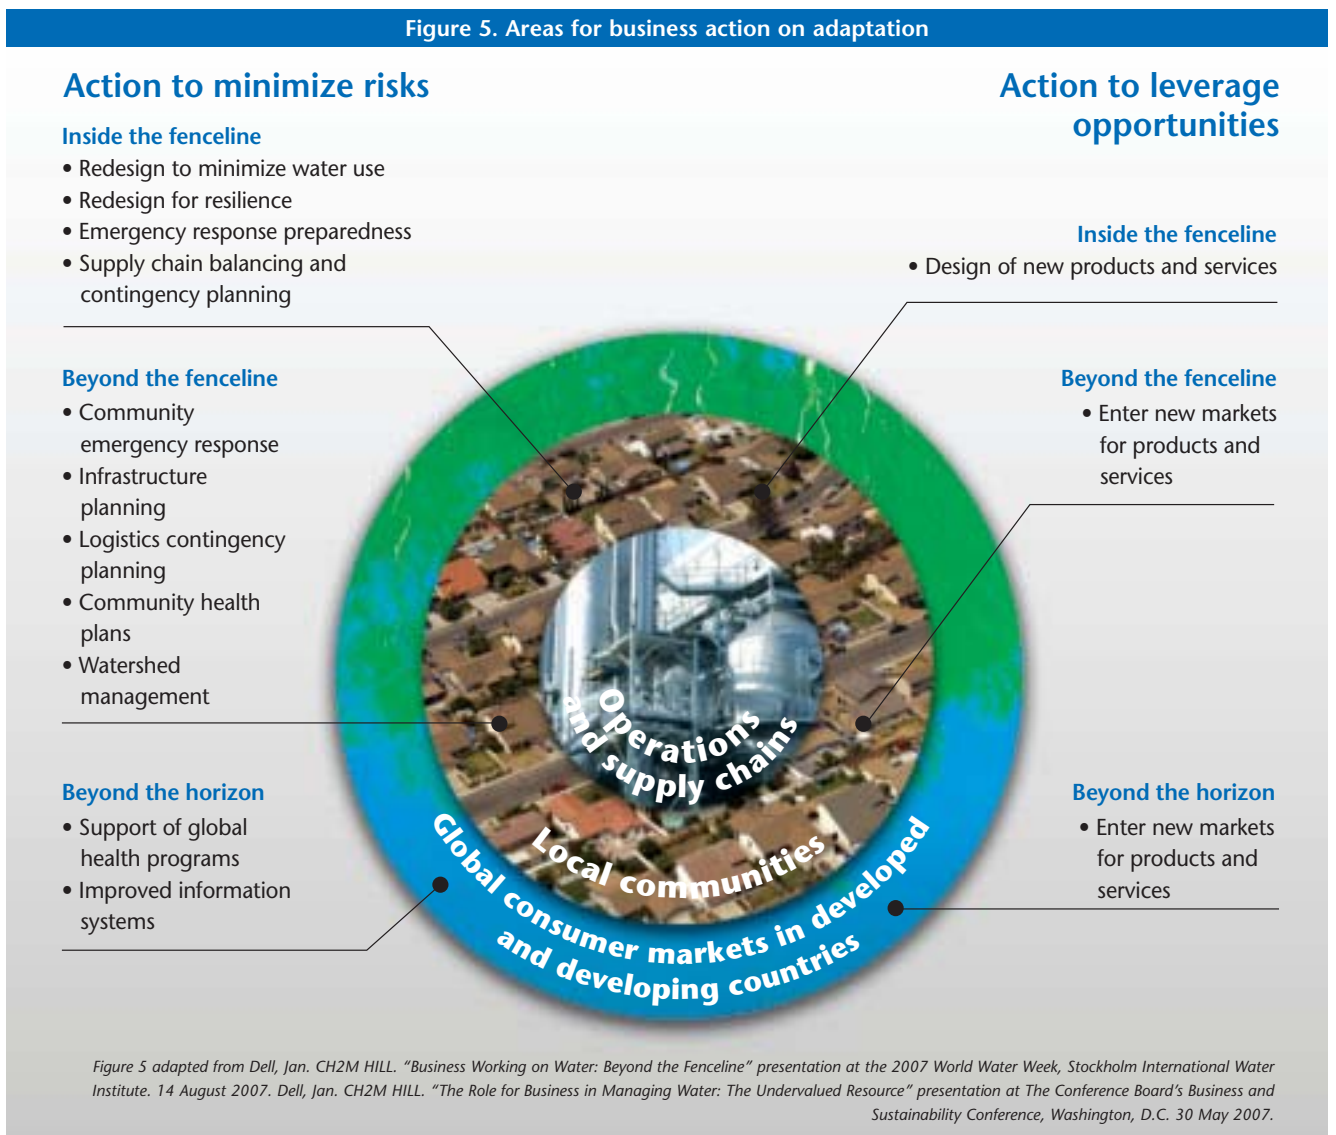 Figure 5. Areas for business action on adaptation
Action to minimize risks
Inside the fenceline
• Redesign to minimize water use
• Redesign for resilience
• Emergency response preparedness
• Supply chain balancing and
contingency planning
Beyond the fenceline
• Community
emergency response
• Infrastructure
planning
• Logistics contingency
planning
• Community health
plans
• Watershed
management
Beyond the horizon
• Support of global
health programs
• Improved information
systems
Action to leverage
opportunities
Inside the fenceline
• Design of new products and services
Beyond the fenceline
• Enter new markets
for products and
services
Beyond the horizon
• Enter new markets
for products and
services
Operations
and supply chains
Local communities
Global consumer markets in developed
and developing countries
Figure 5 adapted from Dell, Jan. CH2M HILL. “Business Working on Water: Beyond the Fenceline” presentation at the 2007 World Water Week, Stockholm International Water
Institute. 14 August 2007. Dell, Jan. CH2M HILL. “The Role for Business in Managing Water: The Undervalued Resource” presentation at The Conference Board’s Business and
Sustainability Conference, Washington, D.C. 30 May 2007.